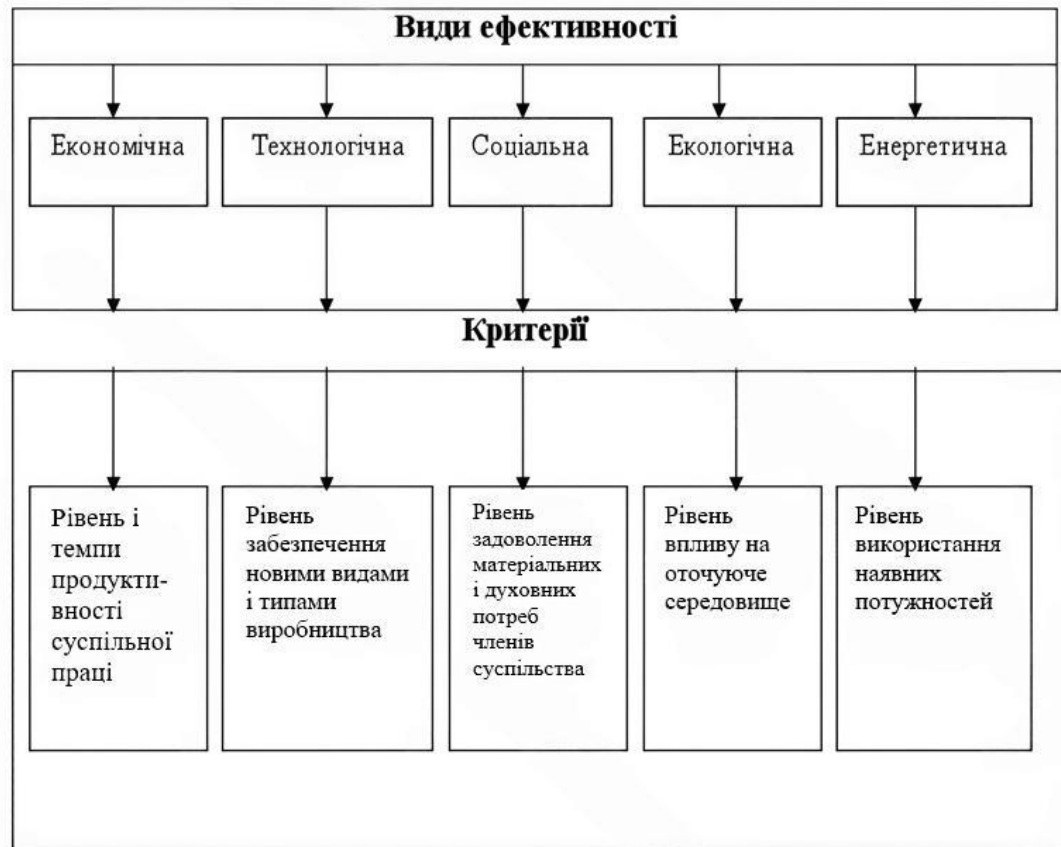 Види ефективності
Економічна
Технологічна
Соціальна
Екологічна
Енергетична
Критерії
Рівень і
темпи
продукти-
вності
суспільної
праці
Рівень
забезпечення
новими видами
і типами
виробництва
Рівень
задоволення
матеріальних
і духовних
потреб
членів
суспільства
Рівень
впливу на
оточуюче
середовище
Рівень
використання
наявних
потужностей